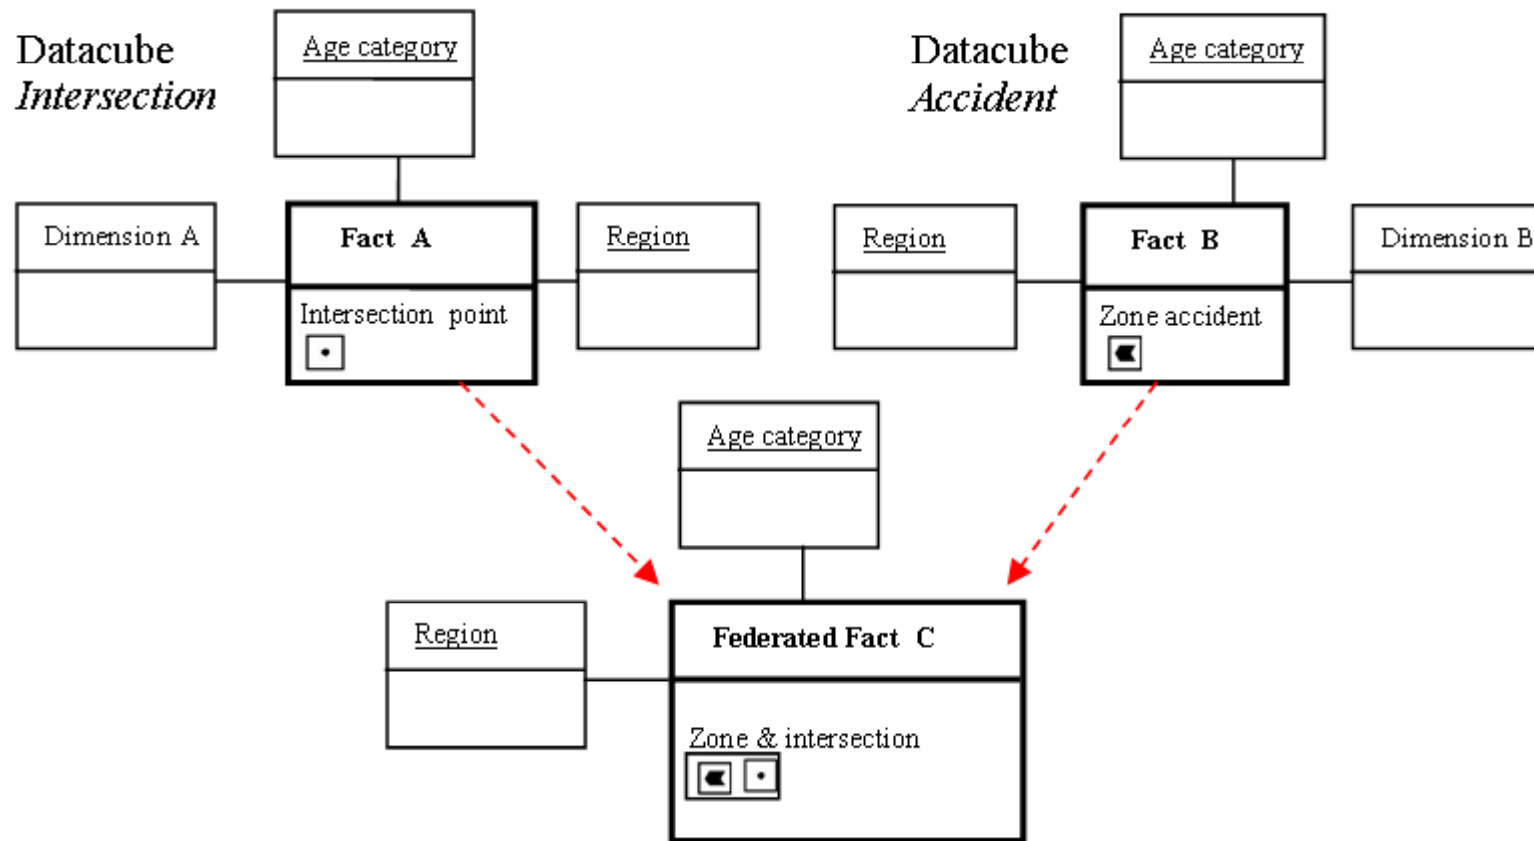 Datacube
Intersection
Age category
Dimension A
Fact A
Region
Intersection point
Datacube
Accident
Age category
Region
Fact B
Dimension B
Zone accident
Age category
Region
Federated Fact C
Zone & intersection